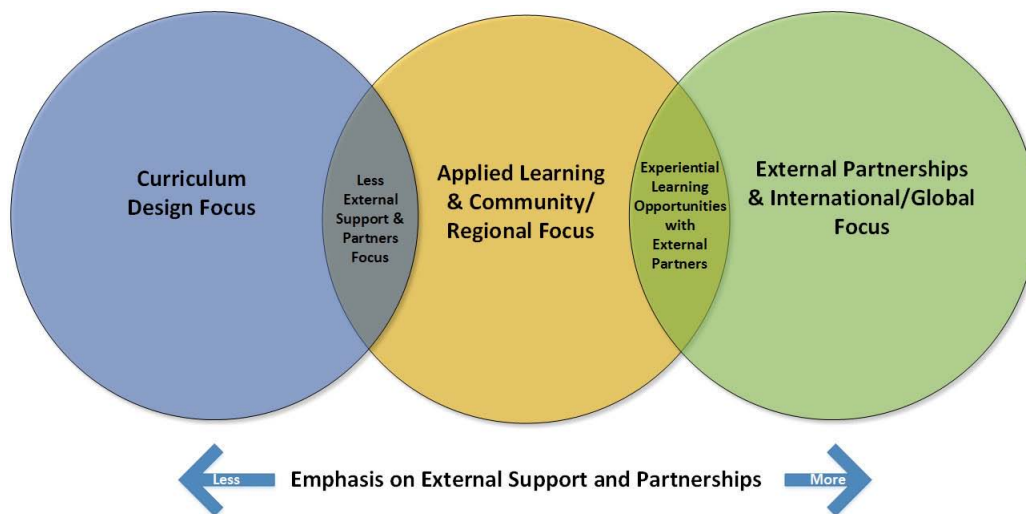 Curriculum
Design Focus
Less
External
Support &
Partners
Focus
Applied Learning
& Community/
Regional Focus
Experiential
Learning
Opportunities
with
External
Partners
External Partnerships
& International/Global
Focus
Less
Emphasis on External Support and Partnerships
More